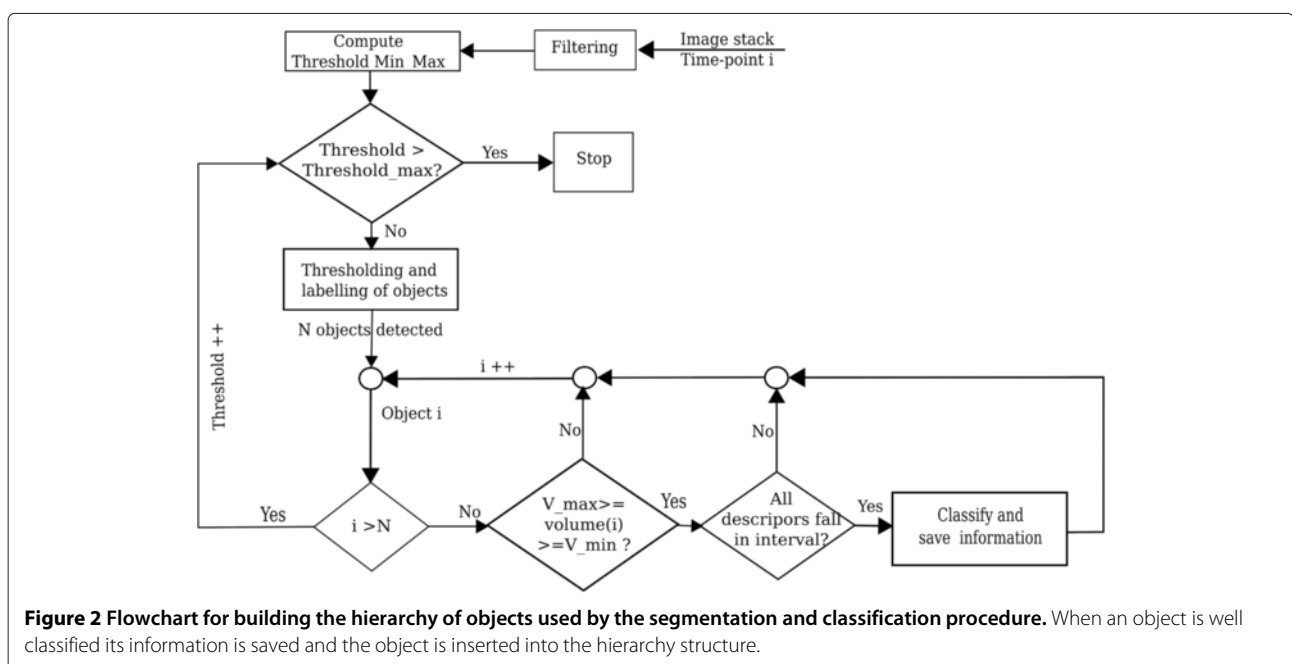 Compute
Threshold Min_Max
Filtering
Image stack
Time-point i
Threshold >
Threshold_max?
Yes
Stop
No
Thresholding and
labelling of objects
N objects detected
Threshold ++
i ++
Object i
No
No
i >N
Yes
No
V_max>=
volume(i)
>=V_min ?
Yes
All
descripors fall
in interval?
Yes
Classify and
save information
Figure 2 Flowchart for building the hierarchy of objects used by the segmentation and classification procedure. When an object is well
classified its information is saved and the object is inserted into the hierarchy structure.